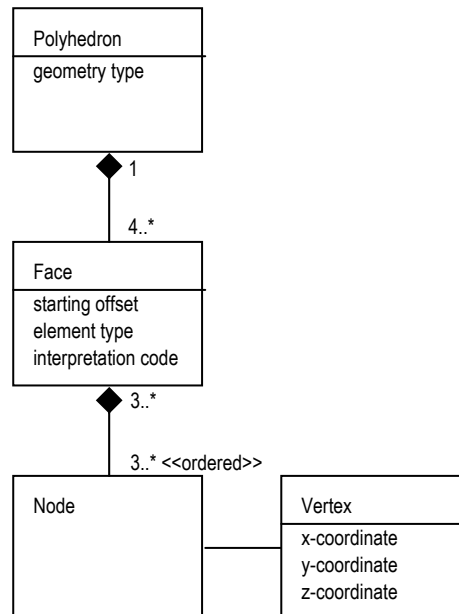 Polyhedron
geometry type
1
4..*
Face
starting offset
element type
interpretation code
3..*
3..* <<ordered>>
Node
Vertex
x-coordinate
y-coordinate
z-coordinate